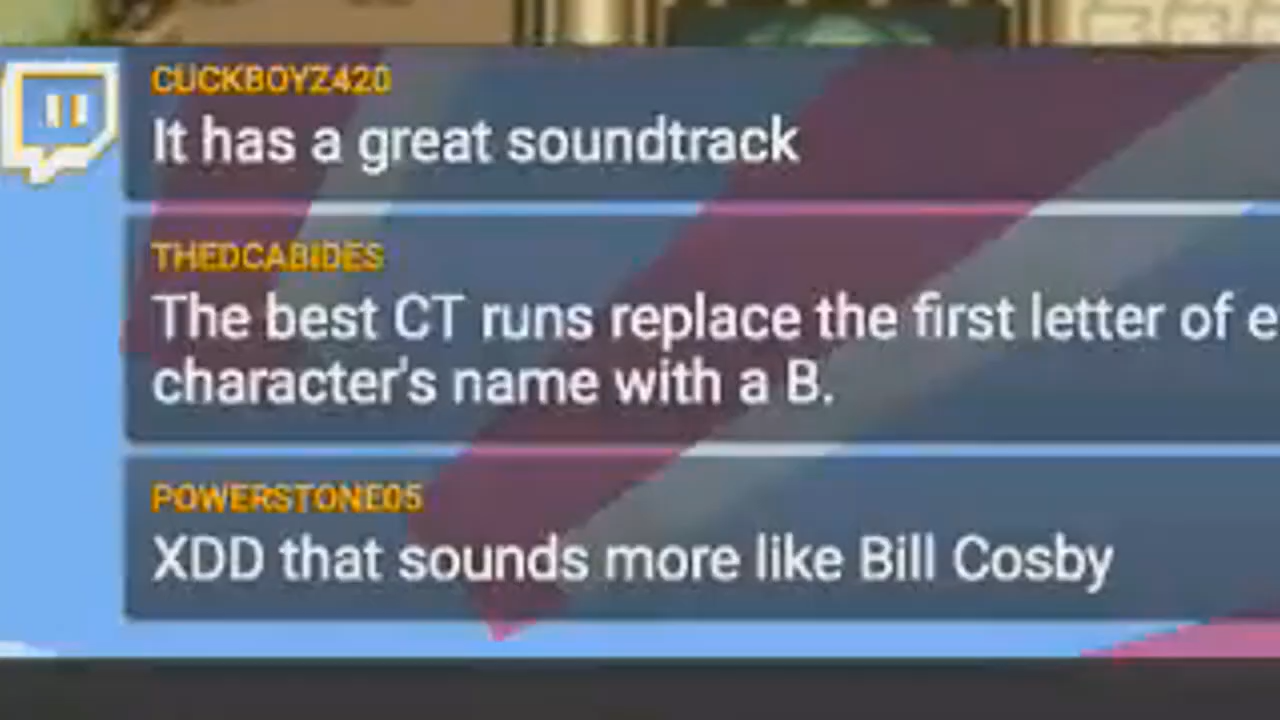 CUCKBOYZ420
It has a great soundtrack
THEDCABIDES
The best CT runs replace the first letter of
character's name with a B.
POWERSTONE05
XDD that sounds more like Bill Cosby